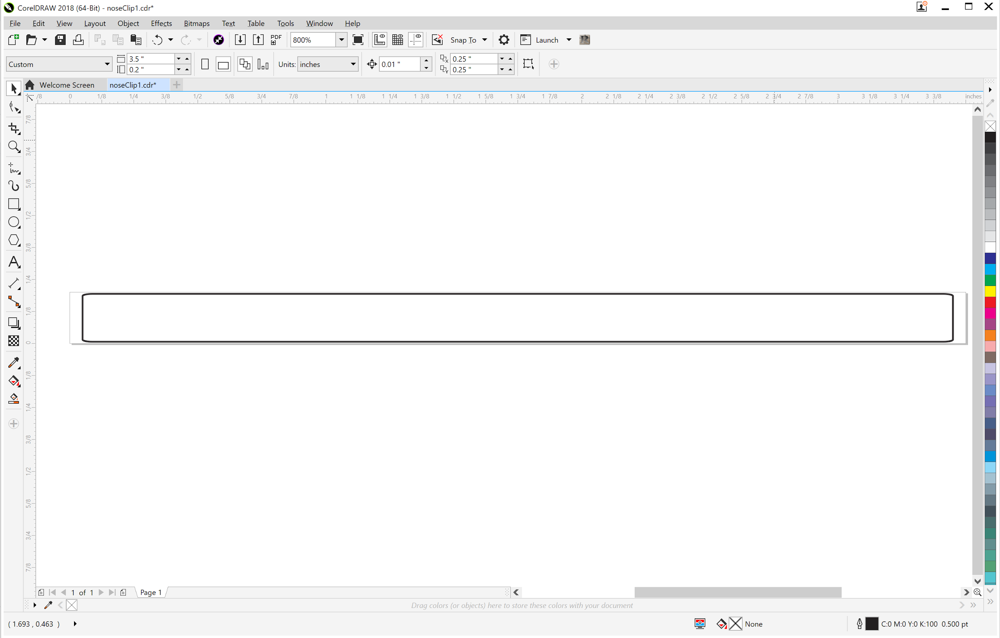 CorelDRAW 2018 (64-Bit) - noseClip1.cdr*
File Edit View Layout Object Effects Bitmaps Text Table Tools Window Help
PDF 800% Snap To Launch
Custom 3.5 " 0.2 " Units: inches 0.01 " 0.25 " 0.25 "
Welcome Screen noseClip1.cdr*
/8 0 1/8 1/4 3/8 1/2 5/8 3/4 7/8 1 1 1/8 1 1/4 1 3/8 1 1/2 1 5/8 1 3/4 1 7/8 2 2 1/8 2 1/4 2 3/8 2 1/2 2 5/8 2 3/4 2 7/8 3 3 1/8 3 1/4 3 3/8 inches
7/8
3/4
5/8
1/2
3/8
1/4
1/8
0
1/8
1/4
3/8
1/2
5/8
3/4
7/8
1 of 1 Page 1
Drag colors (or objects) here to store these colors with your document
( 1.693 , 0.463 ) None C:0 M:0 Y:0 K:100 0.500 pt